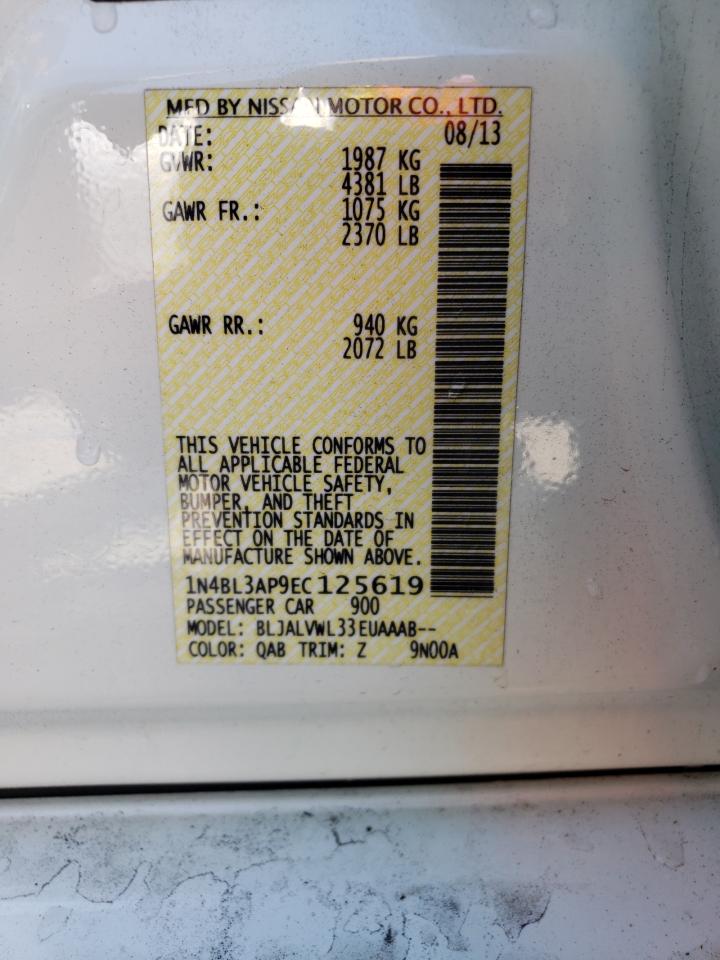 MFD BY NISSAN MOTOR CO., LTD.
DATE: 08/13
GVWR: 1987 KG
4381 LB
GAWR FR.: 1075 KG
2370 LB
GAWR RR.: 940 KG
2072 LB
THIS VEHICLE CONFORMS TO
ALL APPLICABLE FEDERAL
MOTOR VEHICLE SAFETY,
BUMPER, AND THEFT
PREVENTION STANDARDS IN
EFFECT ON THE DATE OF
MANUFACTURE SHOWN ABOVE.
1N4BL3AP9EC125619
PASSENGER CAR 900
MODEL: BLJALVWL33EUAAAB--
COLOR: QAB TRIM: Z 9N00A